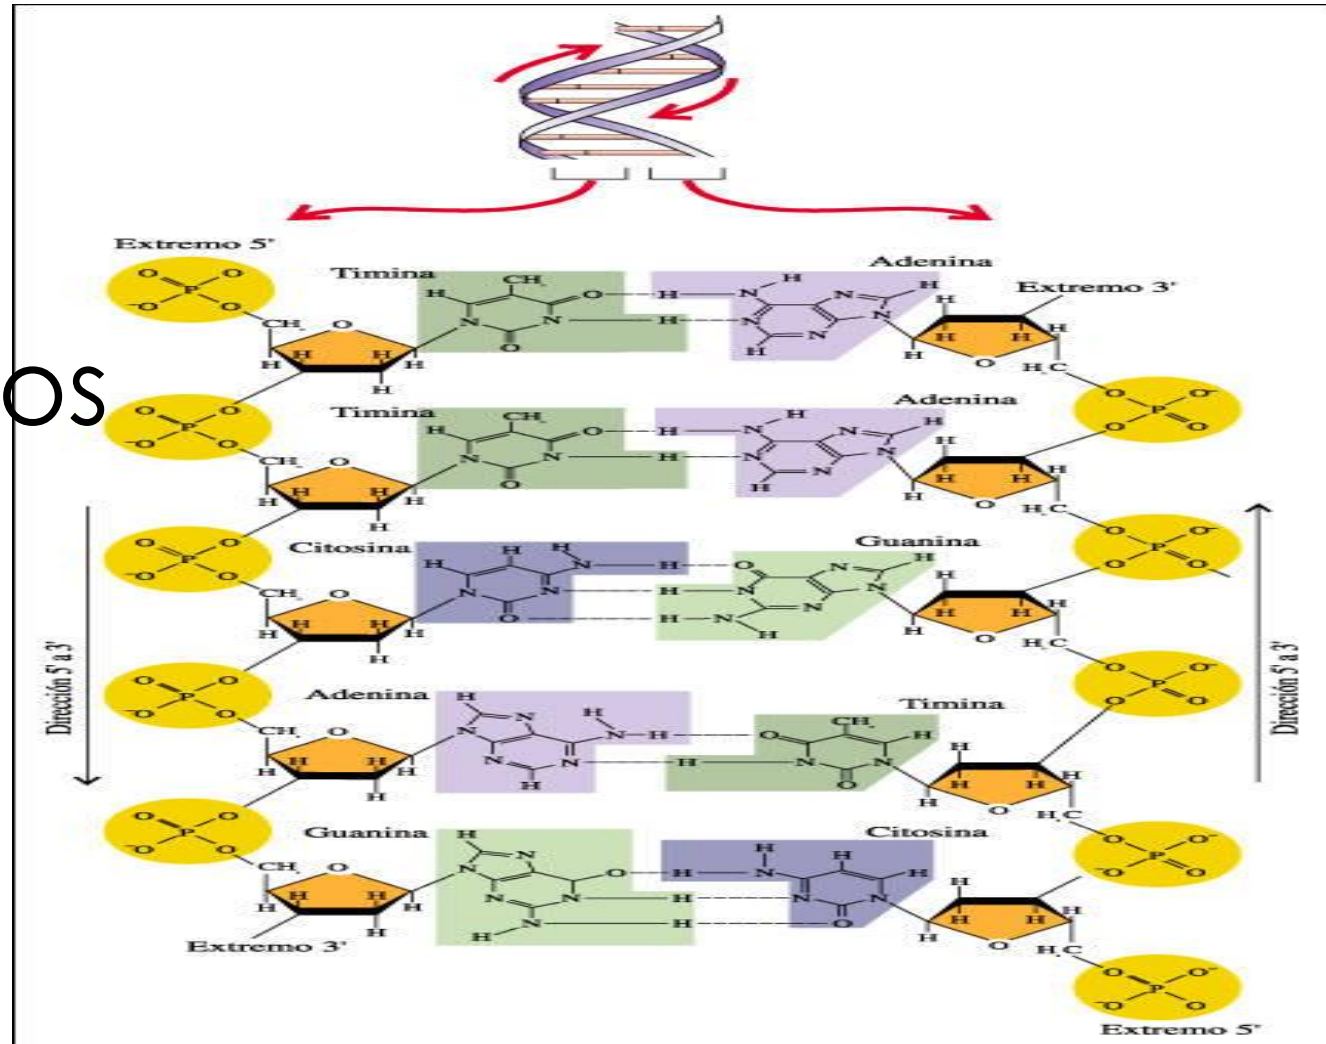 Extremo 5'
Timina
Adenina
Extremo 3'
OS
Timina
Adenina
Citosina
Guanina
Dirección 5' a 3'
Dirección 5' a 3'
Adenina
Timina
Guanina
Citosina
Extremo 3'
Extremo 5'